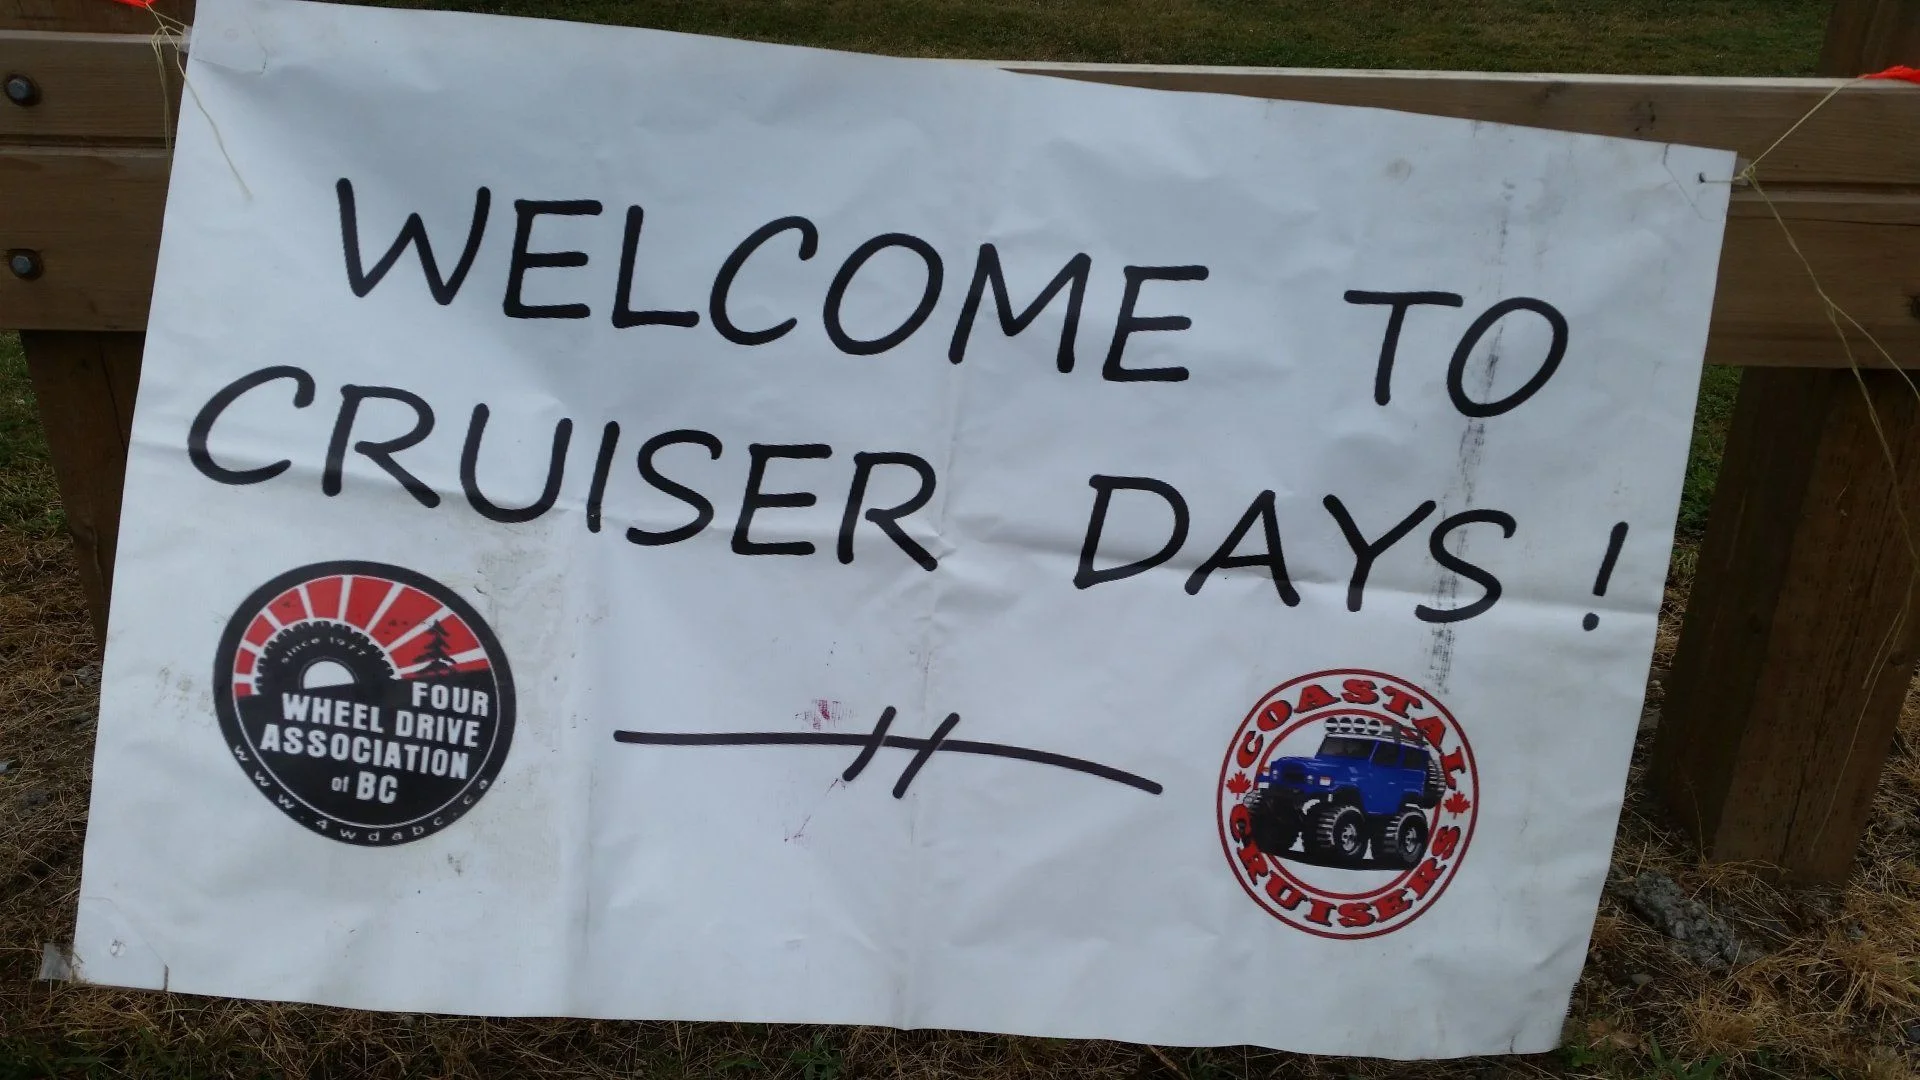 WELCOME TO
CRUISER DAYS!
since 1977
FOUR
WHEEL DRIVE
ASSOCIATION
of BC
www.4wdabc.ca
COASTAL
CRUISERS